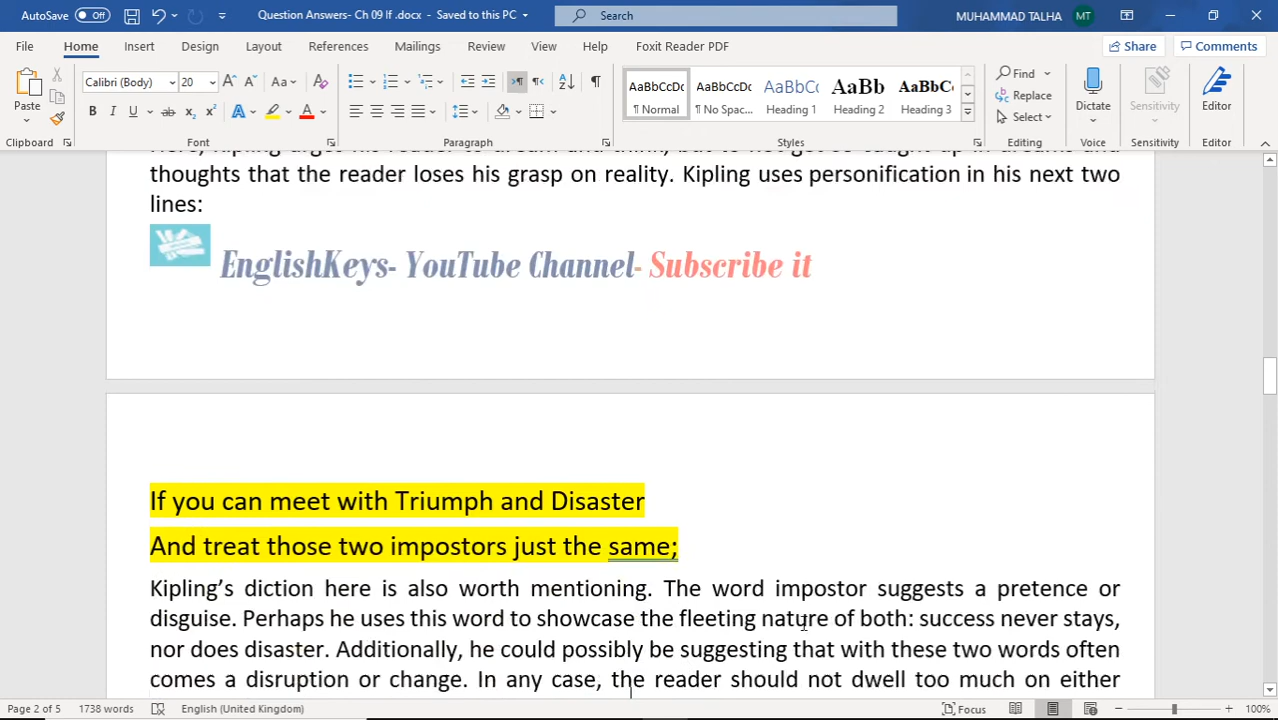 AutoSave Off Question Answers- Ch 09 If .docx - Saved to this PC Search MUHAMMAD TALHA MT
File Home Insert Design Layout References Mailings Review View Help Foxit Reader PDF Share Comments
Paste Calibri (Body) 20 Aa AaBbCcDc AaBbCcDc AaBbCc AaBb AaBbC Find Dictate Sensitivity Editor
B I U ab x₂ x² A A ¶ Normal ¶ No Spac... Heading 1 Heading 2 Heading 3 Replace
Select
Clipboard Font Paragraph Styles Editing Voice Sensitivity Editor
thoughts that the reader loses his grasp on reality. Kipling uses personification in his next two
lines:
EnglishKeys- YouTube Channel- Subscribe it
If you can meet with Triumph and Disaster
And treat those two impostors just the same;
Kipling’s diction here is also worth mentioning. The word impostor suggests a pretence or
disguise. Perhaps he uses this word to showcase the fleeting nature of both: success never stays,
nor does disaster. Additionally, he could possibly be suggesting that with these two words often
comes a disruption or change. In any case, the reader should not dwell too much on either
Page 2 of 5 1738 words English (United Kingdom) Focus 100%